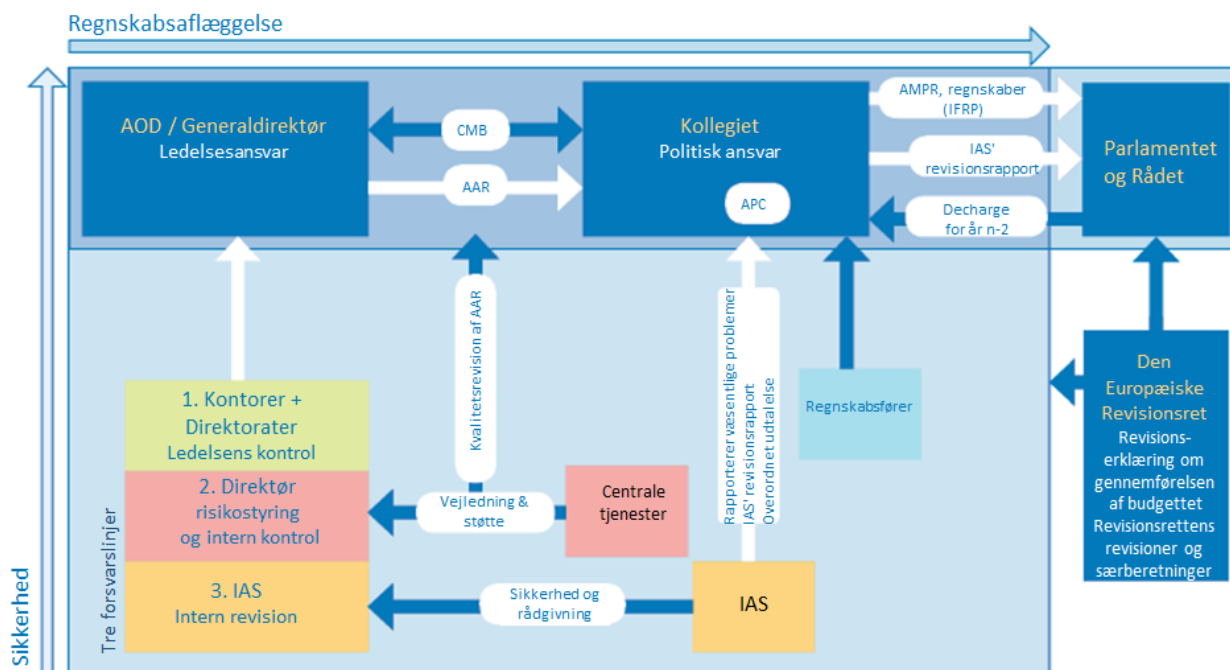 Regnskabsaflæggelse
Sikkerhed
AOD / Generaldirektør
Ledelsesansvar
CMB
AAR
Kollegiet
Politisk ansvar
APC
AMPR, regnskaber
(IFRP)
IAS'
revisionsrapport
Decharge
for år n-2
Parlamentet
og Rådet
Kvalitetsrevision af AAR
Rapporterer væsentlige problemer
IAS' revisionsrapport
Overordnet udtalelse
Regnskabsfører
Den
Europæiske
Revisionsret
Revisions-
erklæring om
gennemførelsen
af budgettet
Revisionsrettens
revisioner og
særberetninger
Tre forsvarslinjer
1. Kontorer +
Direktorater
Ledelsens kontrol
2. Direktør
risikostyring
og intern kontrol
Vejledning &
støtte
Centrale
tjenester
3. IAS
Intern revision
Sikkerhed og
rådgivning
IAS